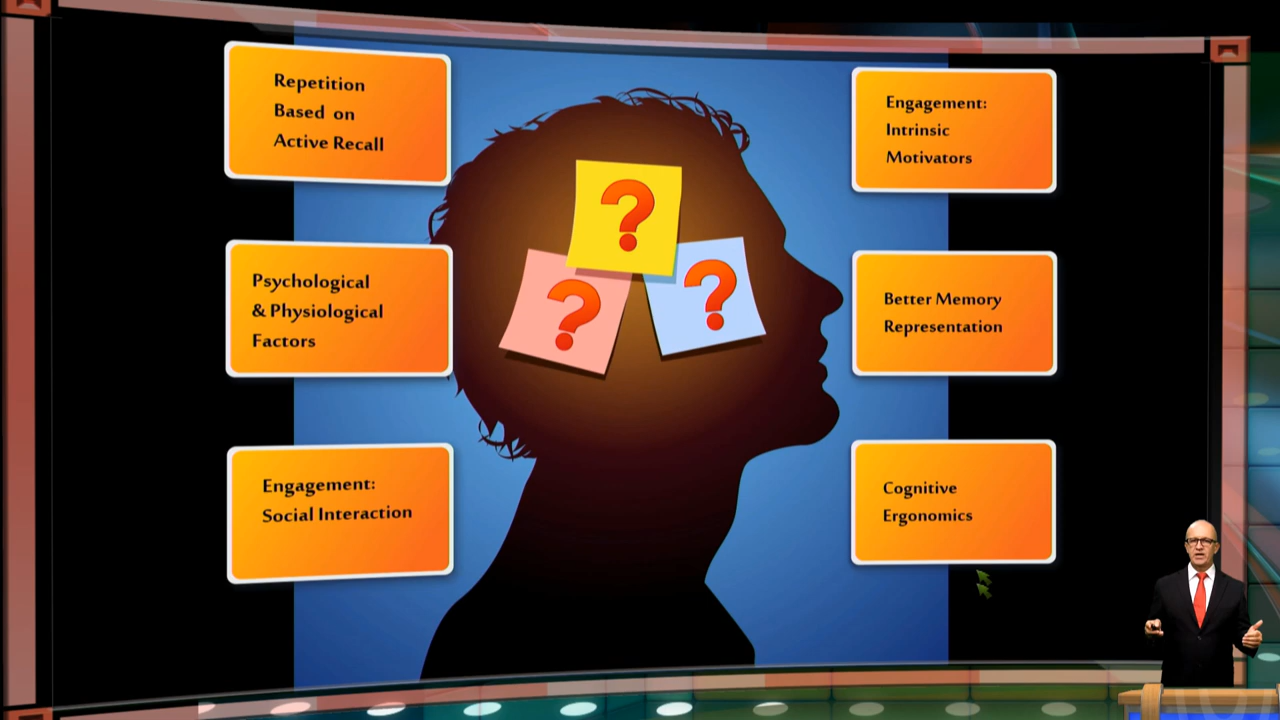 Repetition
Based on
Active Recall
Psychological
& Physiological
Factors
Engagement:
Social Interaction
Engagement:
Intrinsic
Motivators
Better Memory
Representation
Cognitive
Ergonomics
?
?
?